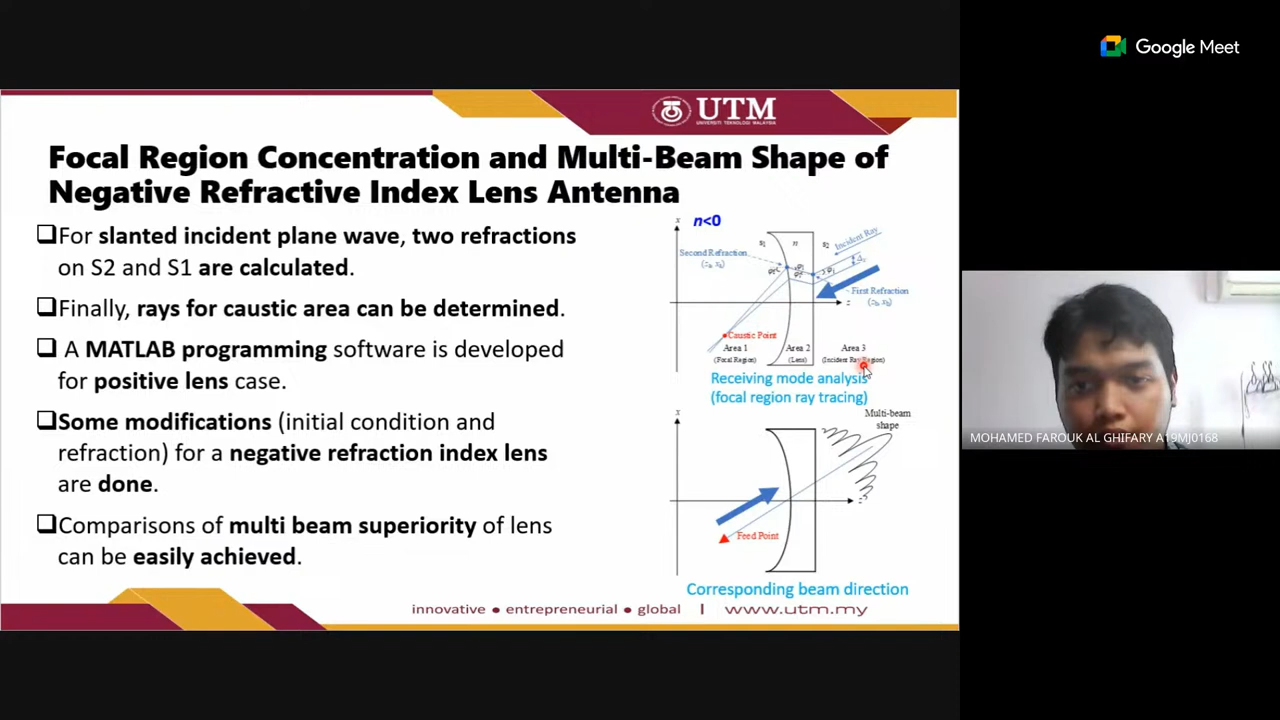 Google Meet
UTM
UNIVERSITI TEKNOLOGI MALAYSIA
Focal Region Concentration and Multi-Beam Shape of
Negative Refractive Index Lens Antenna
❑For slanted incident plane wave, two refractions
on S2 and S1 are calculated.
❑Finally, rays for caustic area can be determined.
❑ A MATLAB programming software is developed
for positive lens case.
❑Some modifications (initial condition and
refraction) for a negative refraction index lens
are done.
❑Comparisons of multi beam superiority of lens
can be easily achieved.
x
n<0
s₁
n
s₂
Incident Ray
Second Refraction
First Refraction
z
Caustic Point
Area 1
(Focal Region)
Area 2
(Lens)
Area 3
(Incident Ray Region)
Receiving mode analysis
(focal region ray tracing)
x
Multi-beam
shape
z
Feed Point
Corresponding beam direction
innovative ● entrepreneurial ● global | www.utm.my
MOHAMED FAROUK AL GHIFARY A19MJ0168